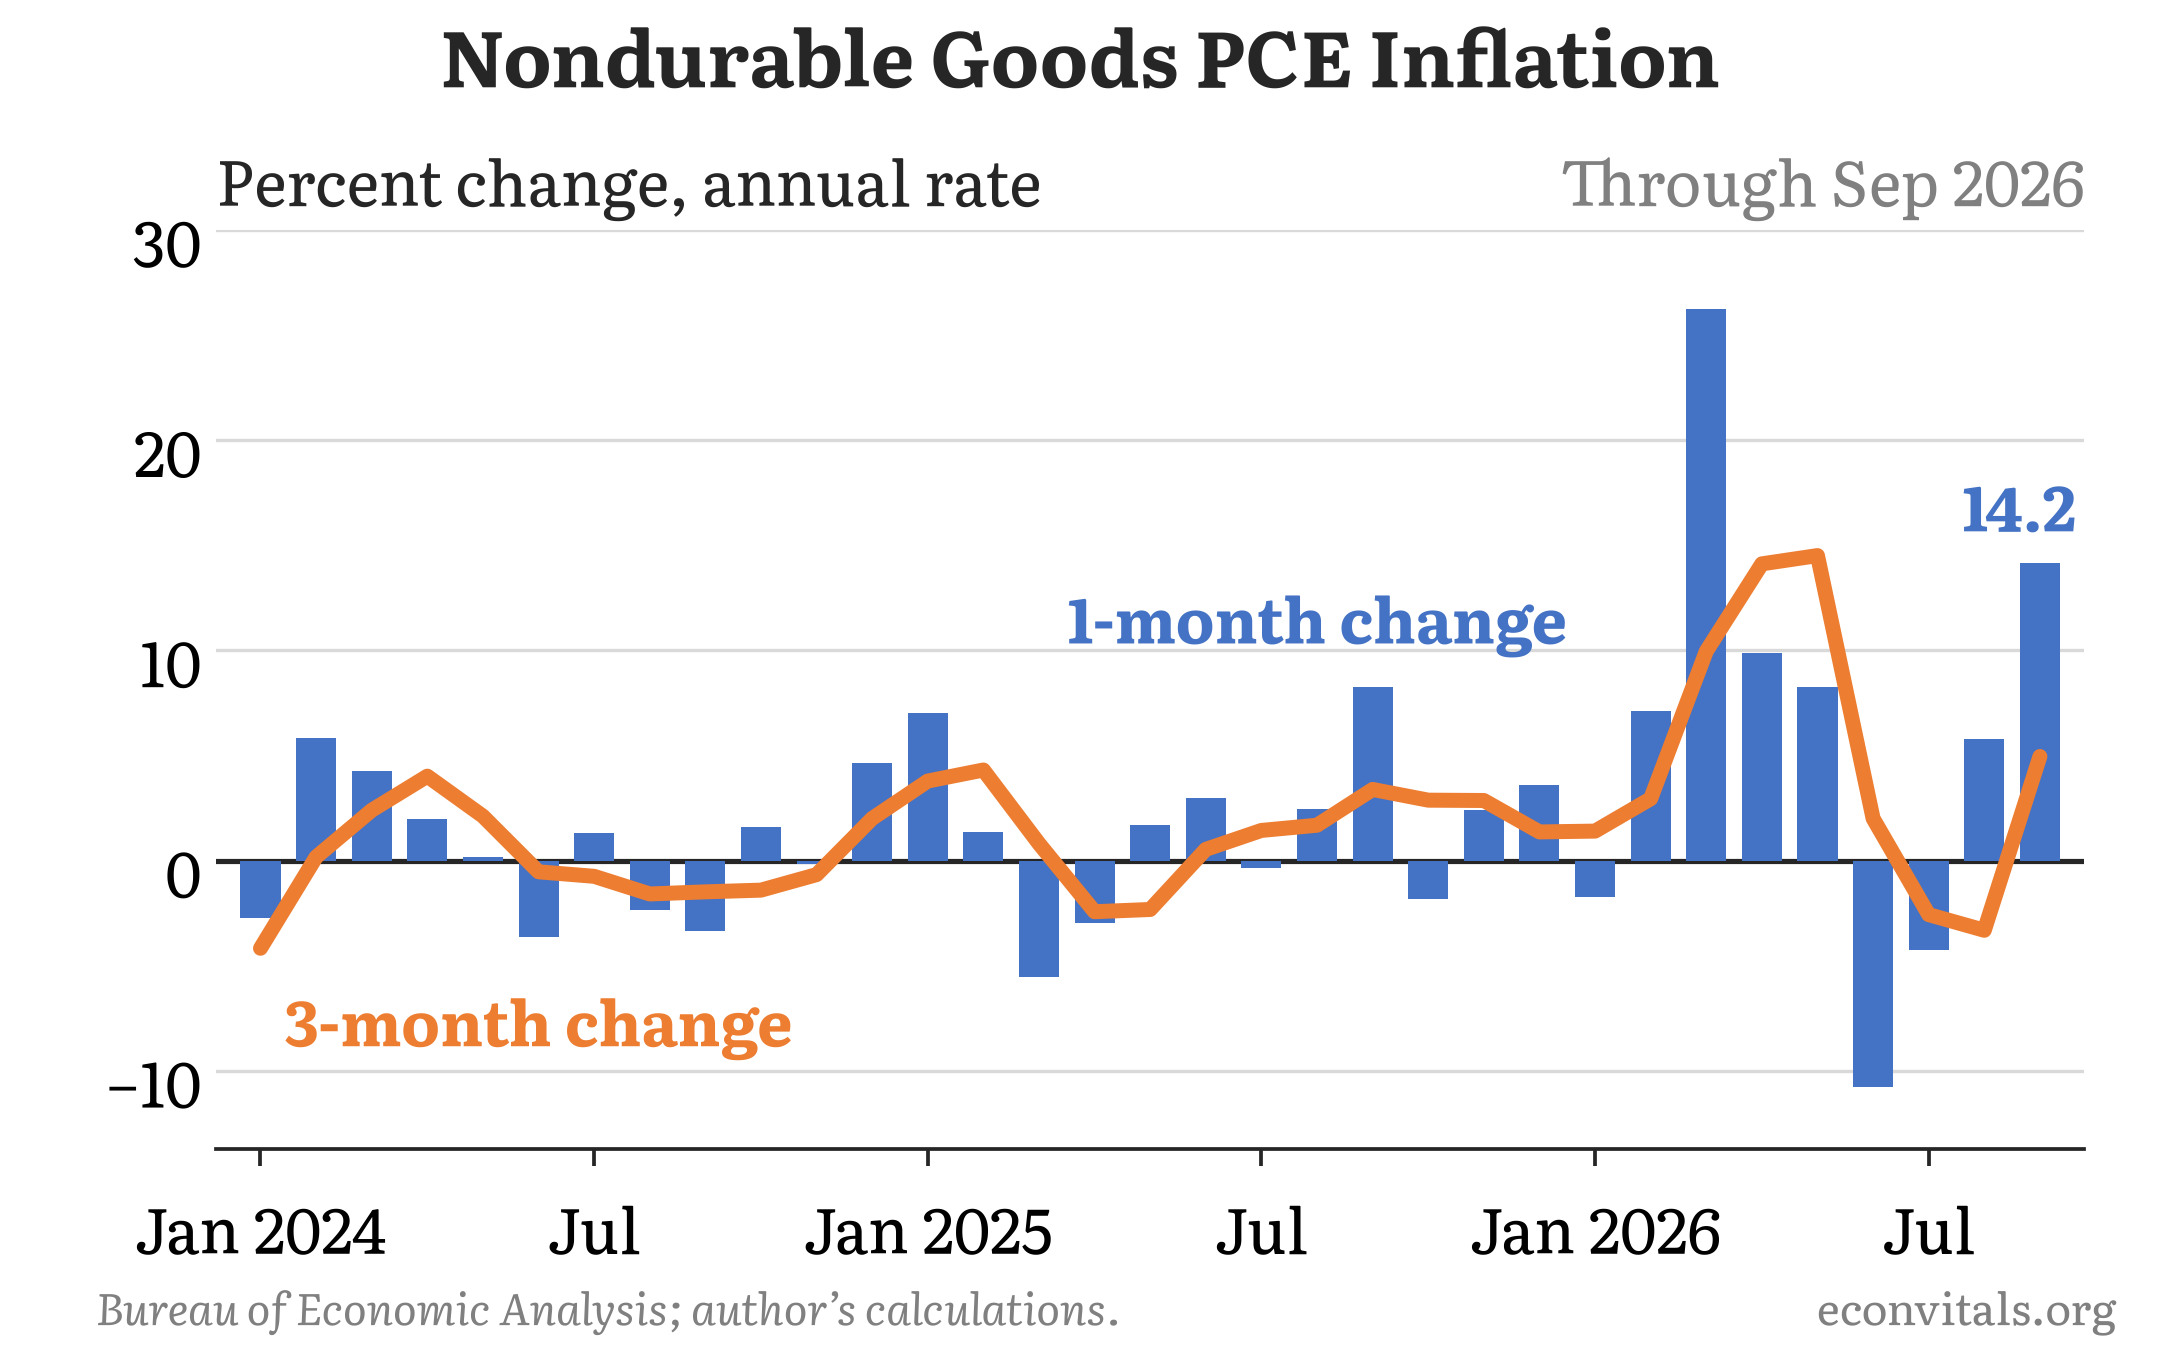 Nondurable Goods PCE Inflation
Percent change, annual rate
Through Sep 2026
30
20
10
0
−10
14.2
1-month change
3-month change
Jan 2024
Jul
Jan 2025
Jul
Jan 2026
Jul
Bureau of Economic Analysis; author’s calculations.
econvitals.org